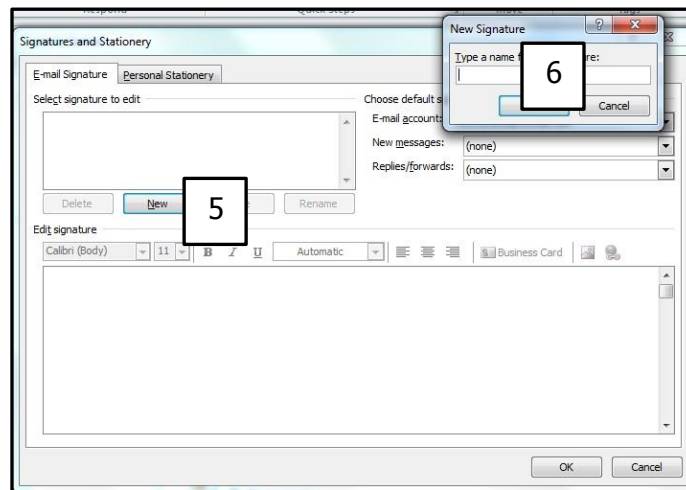 Quick Steps
Move
Tags
Signatures and Stationery
New Signature
?
Type a name f
re:
6
Cancel
E-mail Signature
Personal Stationery
Select signature to edit
Choose default s
E-mail account:
New messages: (none)
Replies/forwards: (none)
Delete
New
5
Rename
Edit signature
Calibri (Body) 11 B I U Automatic Business Card
OK
Cancel